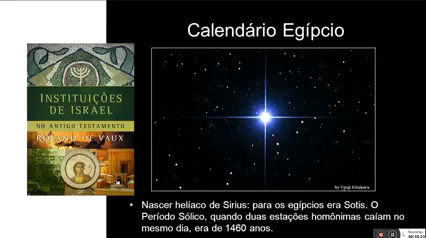 Calendário Egípcio
INSTITUIÇÕES
DE ISRAEL
NO ANTIGO TESTAMENTO
ROLAND DE VAUX
• Nascer helíaco de Sirius: para os egípcios era Sotis. O
Período Sólico, quando duas estações homônimas caíam no
mesmo dia, era de 1460 anos.